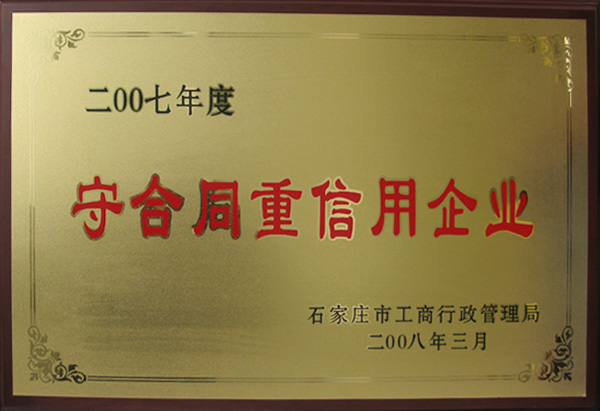 二00七年度
守合同重信用企业
石家庄市工商行政管理局
二00八年三月